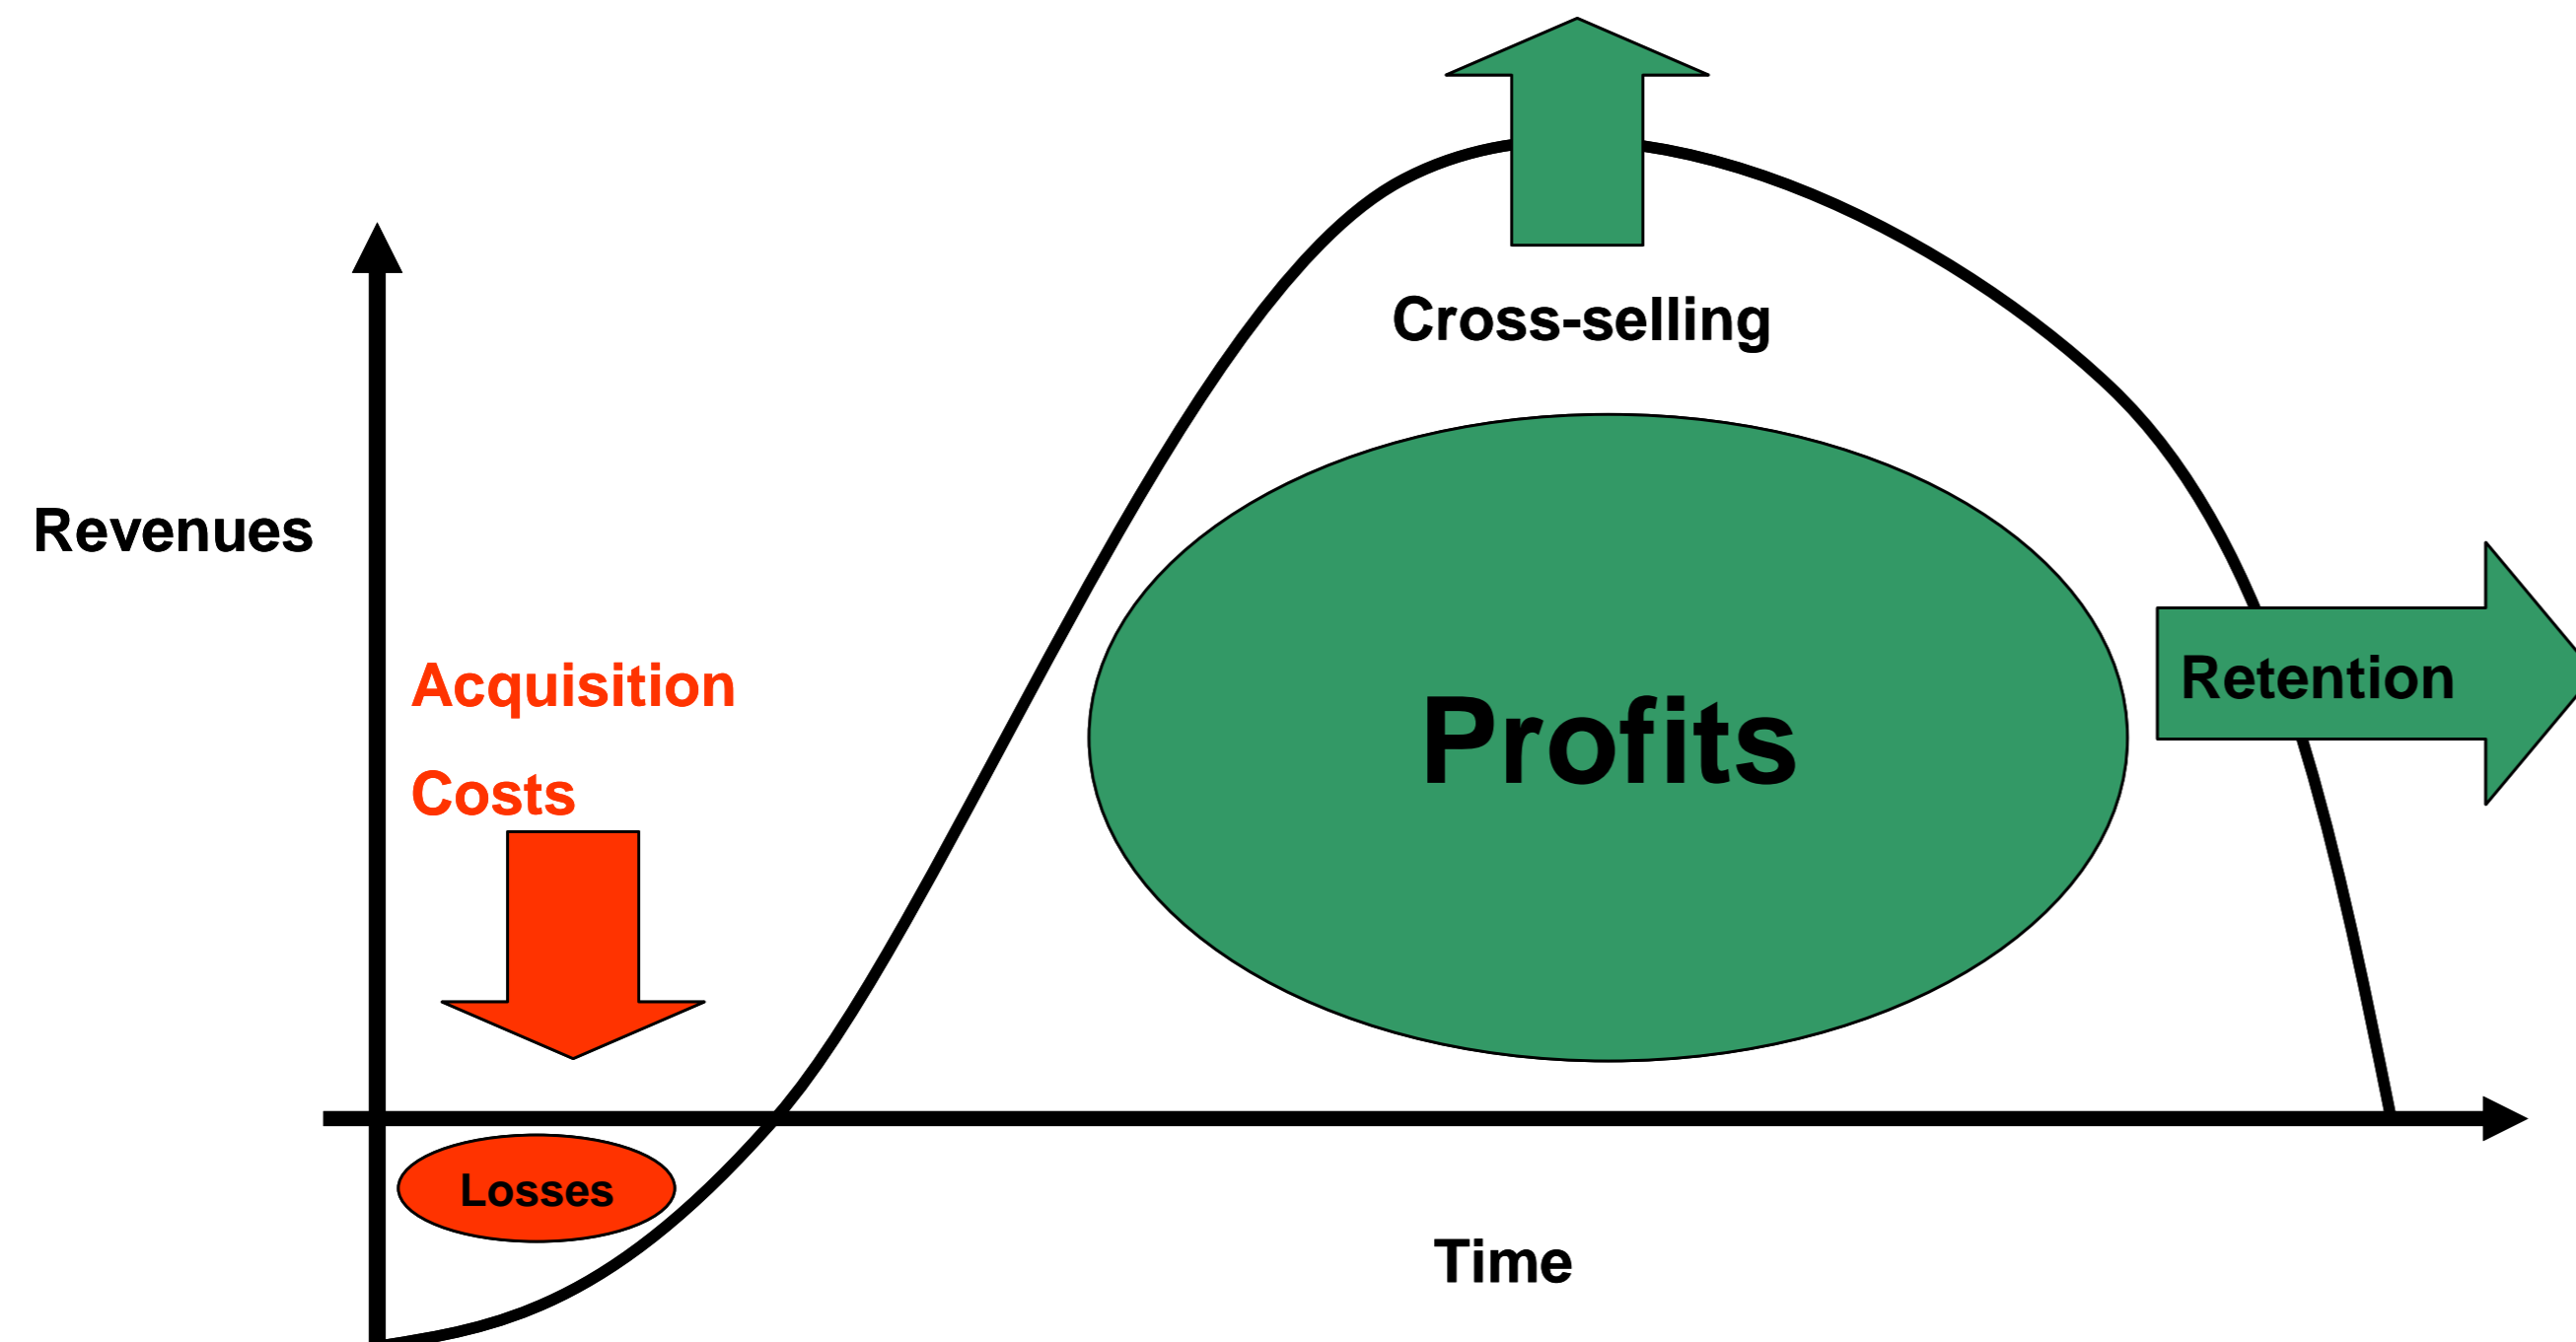 Cross-selling
Revenues
Acquisition
Costs
Profits
Retention
Losses
Time